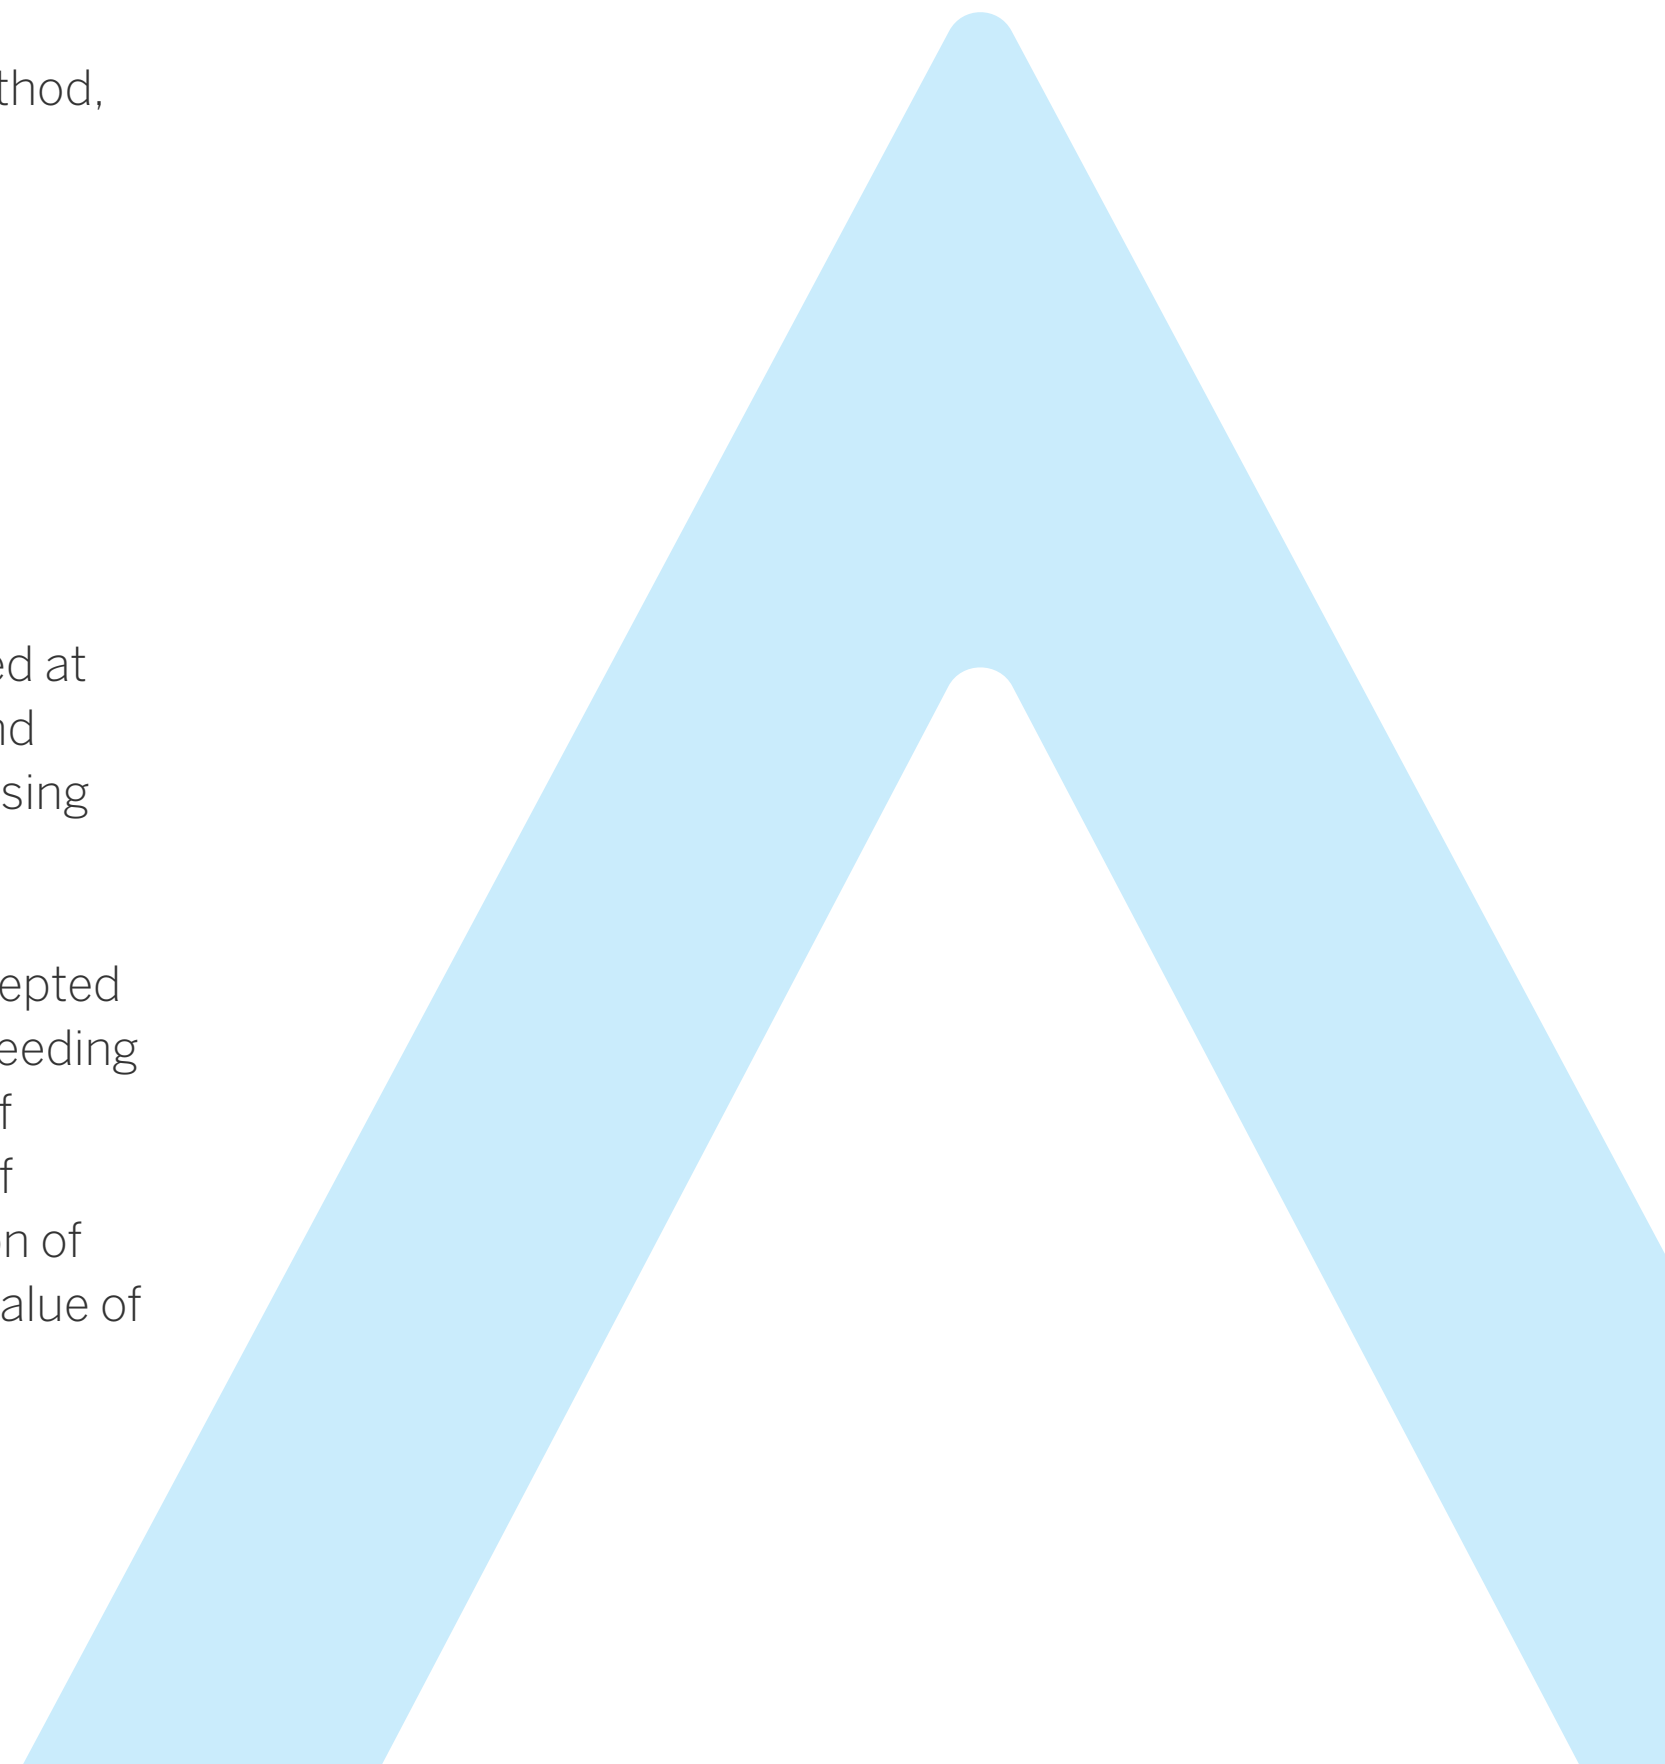 thod,
ed at
nd
sing
epted
eeding
f
f
n of
alue of